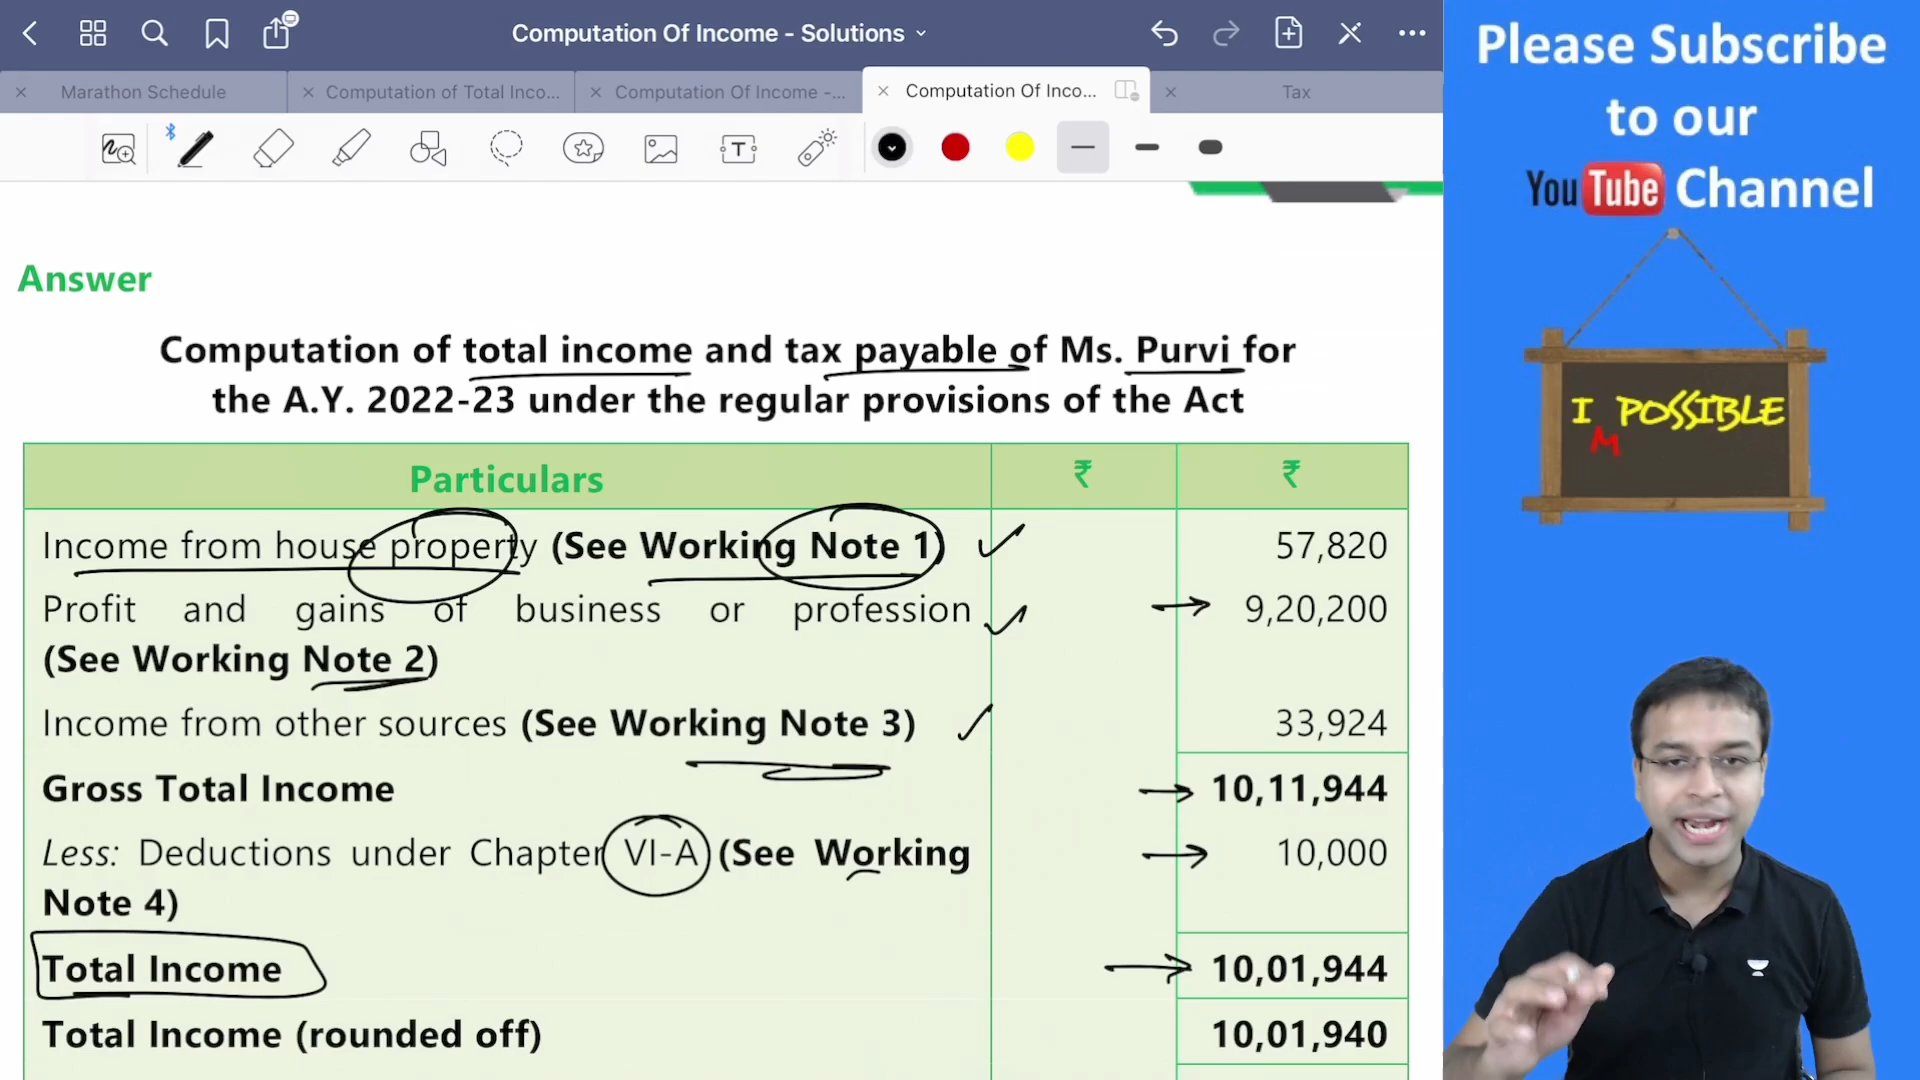 Computation Of Income - Solutions
Marathon Schedule
Computation of Total Inco...
Computation Of Income -...
Computation Of Inco...
Tax
T
Answer
Computation of total income and tax payable of Ms. Purvi for
the A.Y. 2022-23 under the regular provisions of the Act
Particulars ₹ ₹
Income from house property (See Working Note 1) 57,820
Profit and gains of business or profession 9,20,200
(See Working Note 2)
Income from other sources (See Working Note 3) 33,924
Gross Total Income 10,11,944
Less: Deductions under Chapter VI-A (See Working 10,000
Note 4)
Total Income 10,01,944
Total Income (rounded off) 10,01,940
Please Subscribe
to our
YouTube Channel
I POSSIBLE
M